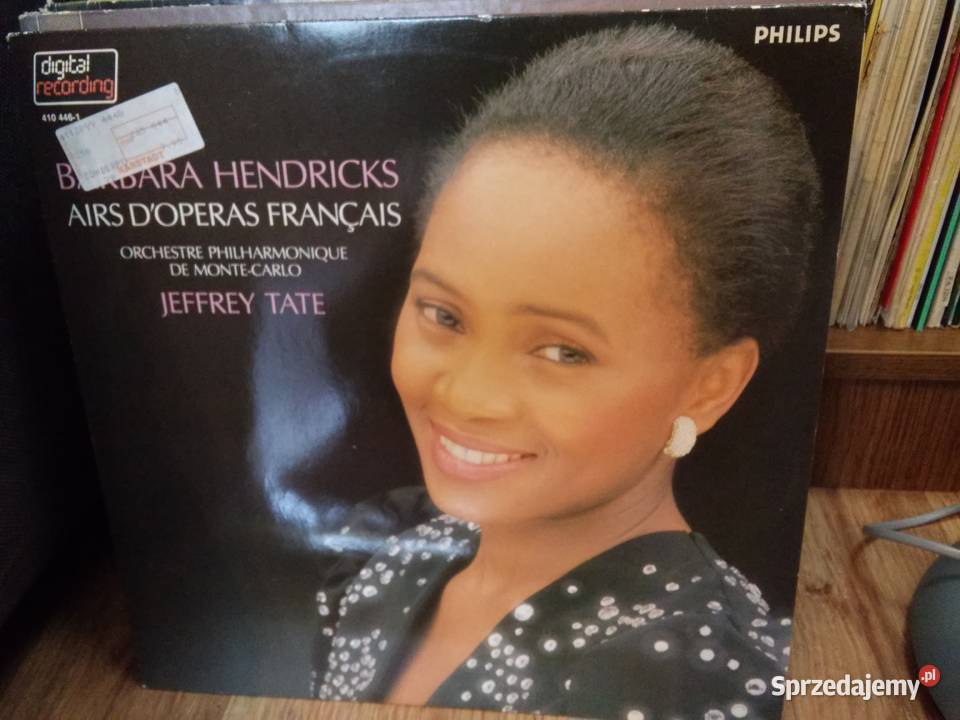 PHILIPS
digital
recording
410 446-1
KARSTADT
BARBARA HENDRICKS
AIRS D'OPERAS FRANÇAIS
ORCHESTRE PHILHARMONIQUE
DE MONTE-CARLO
JEFFREY TATE
Sprzedajemy.pl